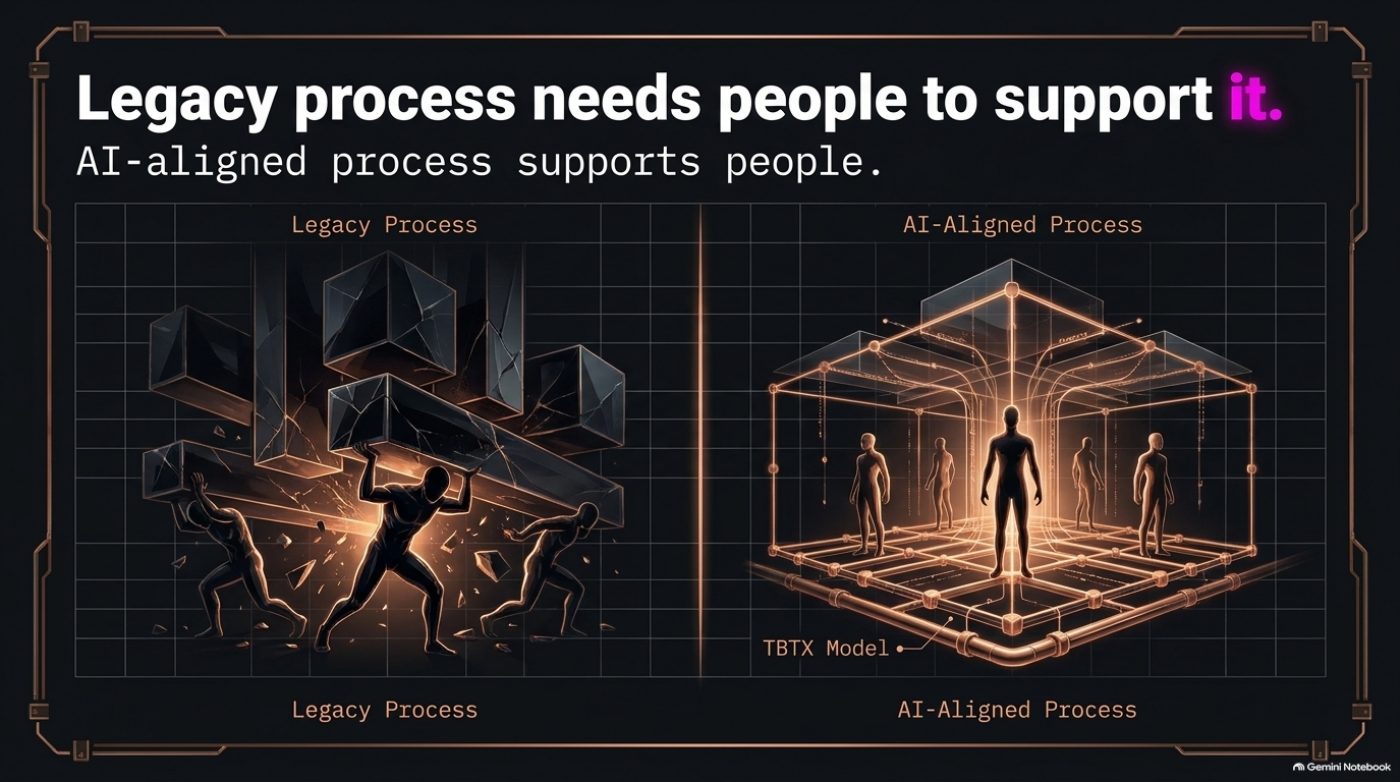 Legacy process needs people to support it.
AI-aligned process supports people.
Legacy Process
AI-Aligned Process
TBTX Model
Legacy Process
AI-Aligned Process
Gemini Notebook